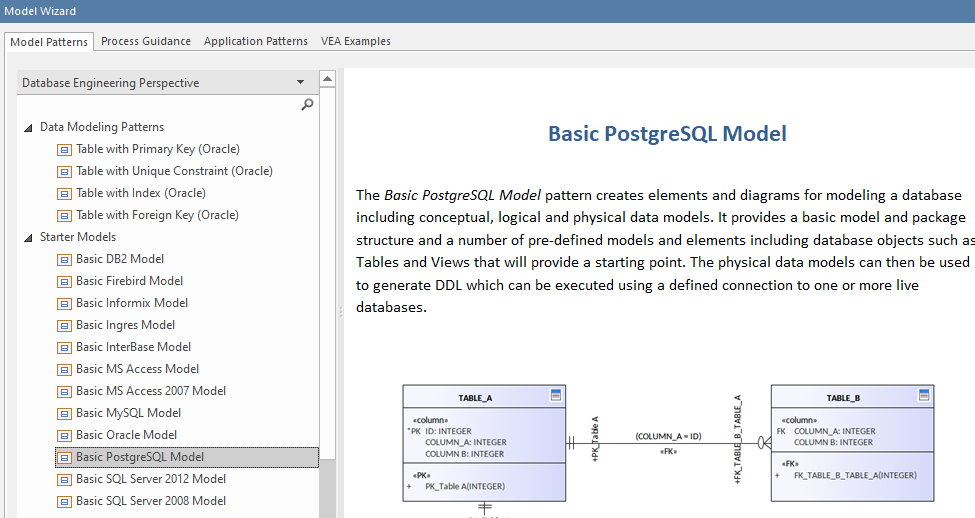 Model Wizard
Model Patterns Process Guidance Application Patterns VEA Examples
Database Engineering Perspective
Data Modeling Patterns
Table with Primary Key (Oracle)
Table with Unique Constraint (Oracle)
Table with Index (Oracle)
Table with Foreign Key (Oracle)
Starter Models
Basic DB2 Model
Basic Firebird Model
Basic Informix Model
Basic Ingres Model
Basic InterBase Model
Basic MS Access Model
Basic MS Access 2007 Model
Basic MySQL Model
Basic Oracle Model
Basic PostgreSQL Model
Basic SQL Server 2012 Model
Basic SQL Server 2008 Model
Basic PostgreSQL Model
The Basic PostgreSQL Model pattern creates elements and diagrams for modeling a database
including conceptual, logical and physical data models. It provides a basic model and package
structure and a number of pre-defined models and elements including database objects such as
Tables and Views that will provide a starting point. The physical data models can then be used
to generate DDL which can be executed using a defined connection to one or more live
databases.
TABLE_A
«column»
*PK ID: INTEGER
COLUMN_A: INTEGER
COLUMN B: INTEGER
«PK»
+ PK_Table A(INTEGER)
+PK_Table A
(COLUMN_A = ID)
«FK»
+FK_TABLE_B_TABLE_A
TABLE_B
«column»
FK COLUMN_A: INTEGER
COLUMN B: INTEGER
«FK»
+ FK_TABLE_B_TABLE_A(INTEGER)